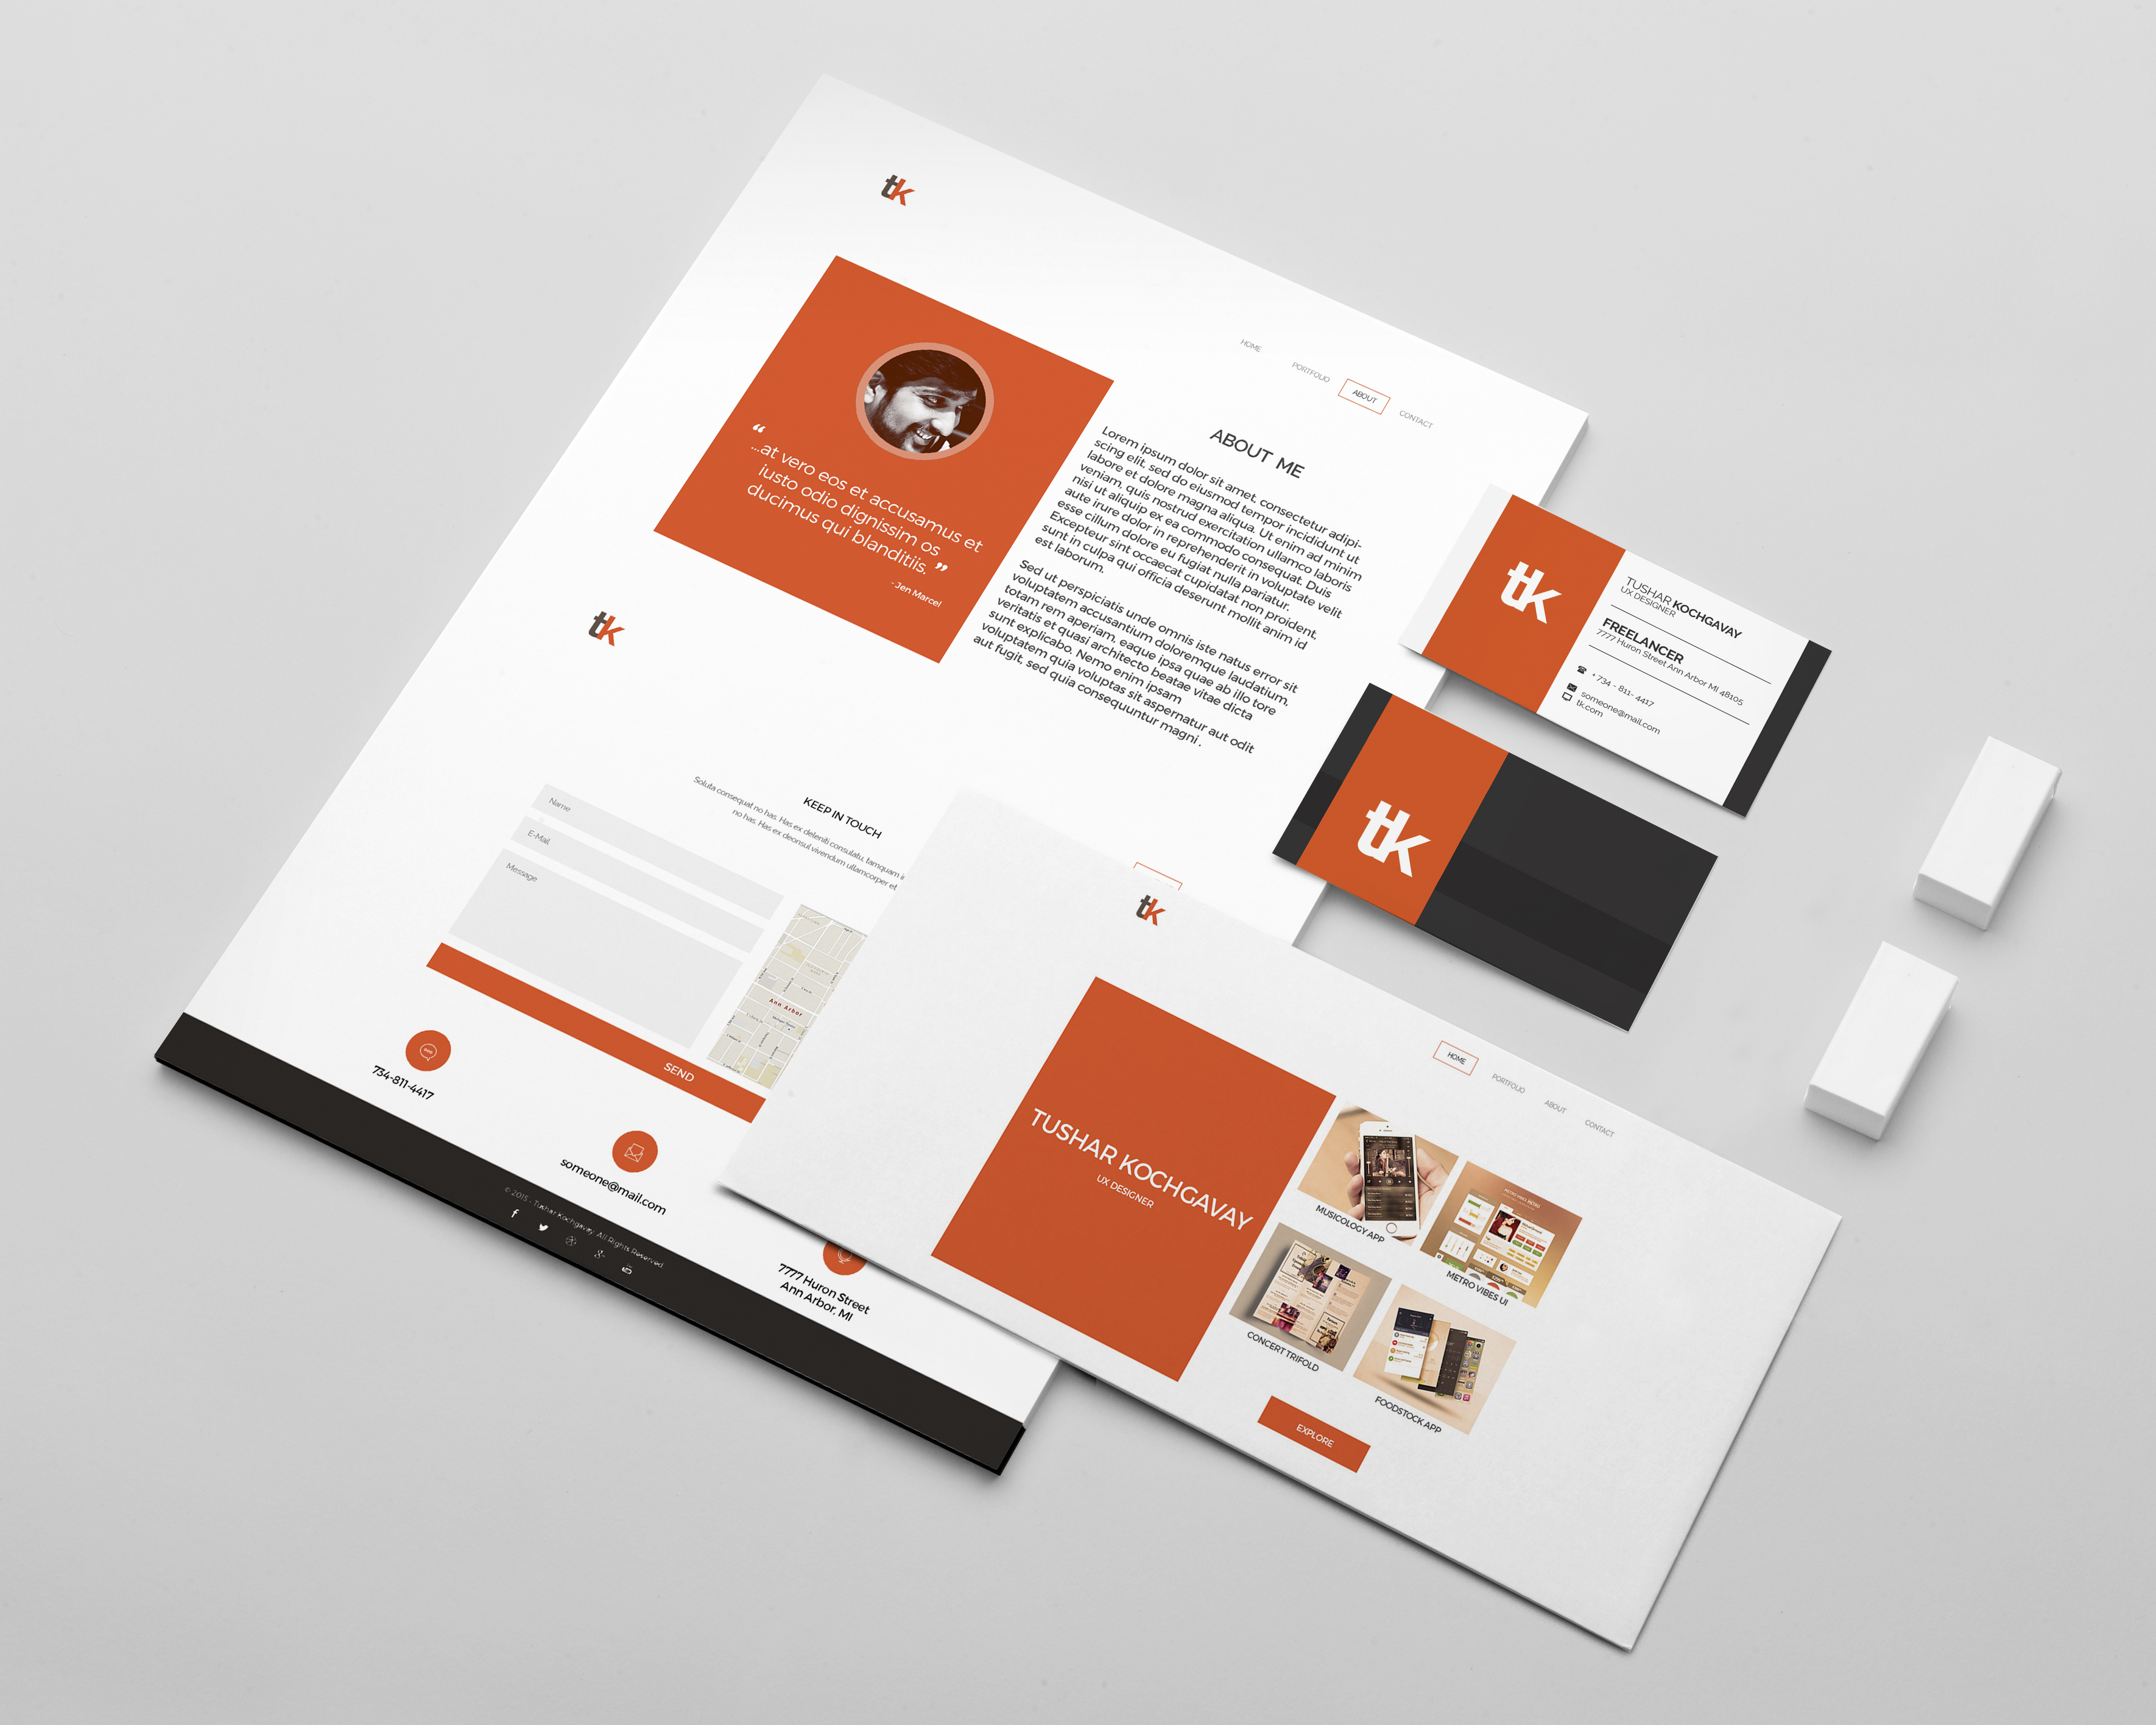 tk
HOME
PORTFOLIO
ABOUT
CONTACT
“
...at vero eos et accusamus et
iusto odio dignissim os
ducimus qui blanditiis. ”
- Jen Marcel
ABOUT ME
Lorem ipsum dolor sit amet, consectetur adipi-
scing elit, sed do eiusmod tempor incididunt ut
labore et dolore magna aliqua. Ut enim ad minim
veniam, quis nostrud exercitation ullamco laboris
nisi ut aliquip ex ea commodo consequat. Duis
aute irure dolor in reprehenderit in voluptate velit
esse cillum dolore eu fugiat nulla pariatur.
Excepteur sint occaecat cupidatat non proident,
sunt in culpa qui officia deserunt mollit anim id
est laborum.
Sed ut perspiciatis unde omnis iste natus error sit
voluptatem accusantium doloremque laudatium,
totam rem aperiam, eaque ipsa quae ab illo tore
veritatis et quasi architecto beatae vitae dicta
sunt explicabo. Nemo enim ipsam
voluptatem quia voluptas sit aspernatur aut odit
aut fugit, sed quia consequuntur magni .
tk
KEEP IN TOUCH
Soluta consequat no has. Has ex deleniti consulatu, tamquam
no has. Has ex deonsul vivendum ullamcorper et
Name
E-Mail
Message
SEND
Ann Arbor
734-811-4417
someone@mail.com
7777 Huron Street
Ann Arbor, MI
© 2015 - Tushar Kochgavay. All Rights Reserved
tk
TUSHAR KOCHGAVAY
UX DESIGNER
FREELANCER
7777 Huron Street Ann Arbor MI 48105
+ 734 - 811- 4417
someone@mail.com
tk.com
tk
tk
HOME
PORTFOLIO
ABOUT
CONTACT
TUSHAR KOCHGAVAY
UX DESIGNER
MUSICOLOGY APP
METRO VIBES UI
CONCERT TRIFOLD
FOODSTOCK APP
EXPLORE